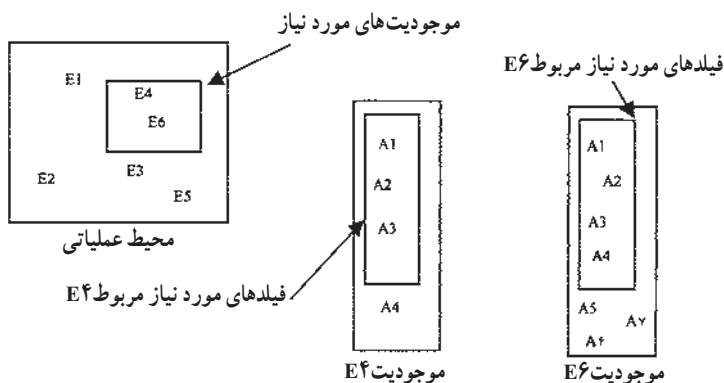 موجودیت‌های مورد نیاز
E1
E4
E6
E2
E3
E5
محیط عملیاتی
فیلدهای مورد نیاز مربوط E۶
A1
A2
A3
A4
فیلدهای مورد نیاز مربوط E۴
موجودیت E۴
A1
A2
A3
A4
A5
A۷
A۶
موجودیت E۶